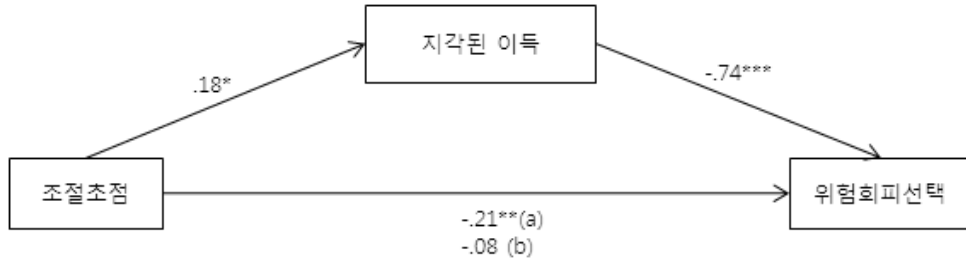 지각된 이득
.18*
-.74***
조절초점
위험회피선택
-.21**(a)
-.08 (b)